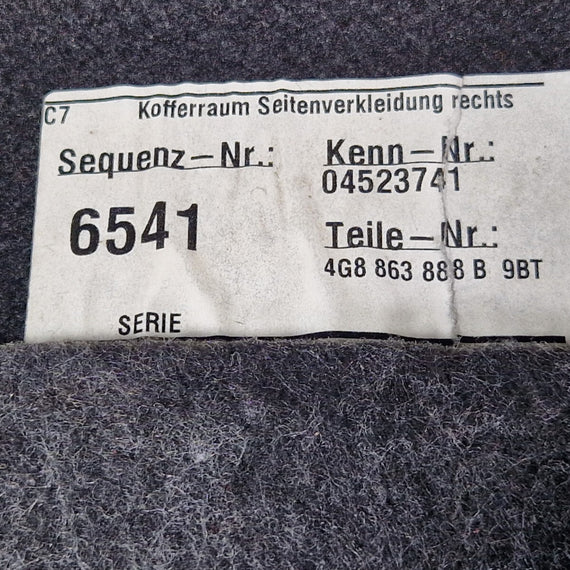 C7 Kofferraum Seitenverkleidung rechts
Sequenz-Nr.: Kenn-Nr.:
04523741
6541
Teile-Nr.:
4G8 863 888 B 9BT
SERIE